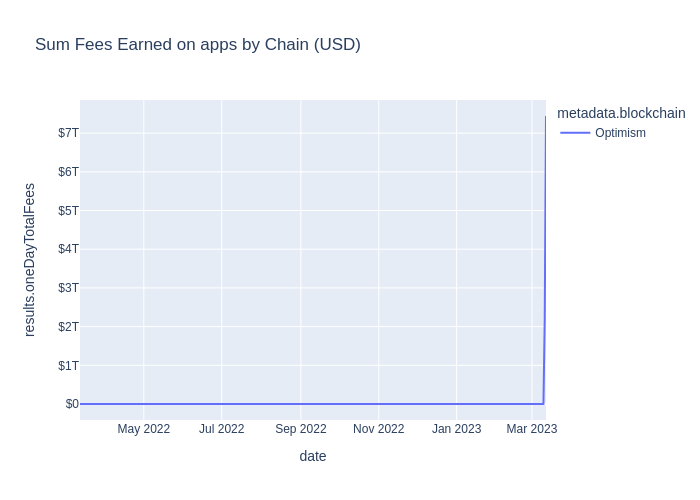 Sum Fees Earned on apps by Chain (USD)
metadata.blockchain
Optimism
results.oneDayTotalFees
$7T
$6T
$5T
$4T
$3T
$2T
$1T
$0
May 2022
Jul 2022
Sep 2022
Nov 2022
Jan 2023
Mar 2023
date